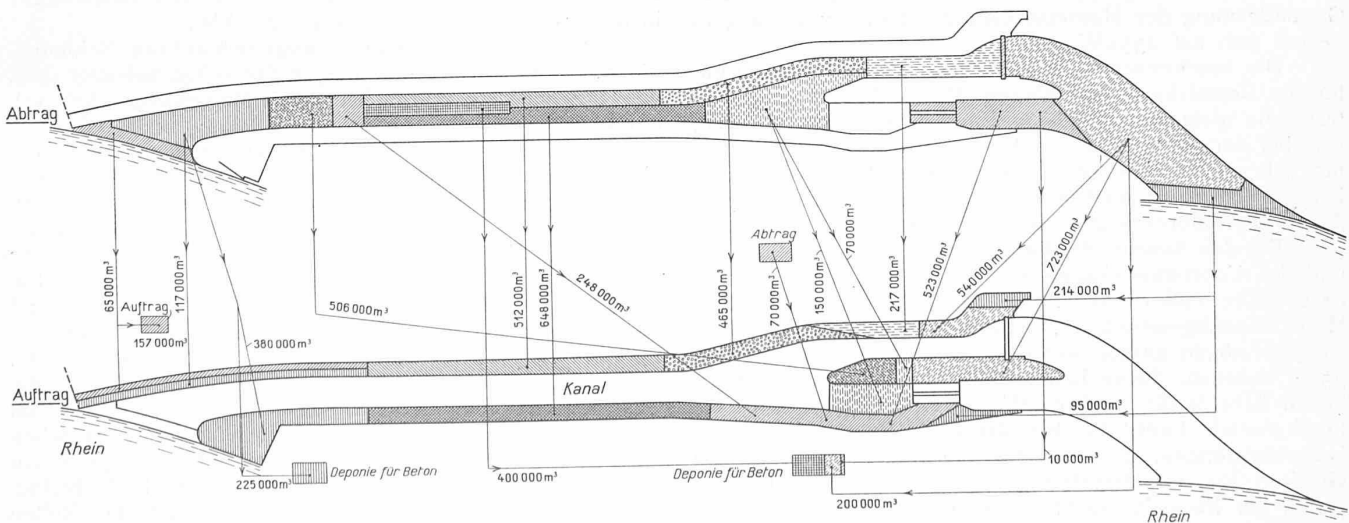 Abtrag
65 000 m³
117 000 m³
Auftrag
157 000 m³
380 000 m³
506 000 m³
512 000 m³
648 000 m³
248 000 m³
465 000 m³
Abtrag
70 000 m³
150 000 m³
70 000 m³
217 000 m³
523 000 m³
540 000 m³
723 000 m³
214 000 m³
Auftrag
Kanal
Rhein
95 000 m³
225 000 m³
Deponie für Beton
400 000 m³
Deponie für Beton
10 000 m³
200 000 m³
Rhein